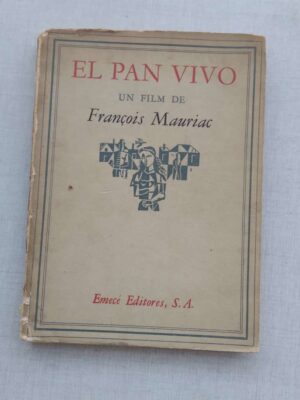 EL PAN VIVO
UN FILM DE
François Mauriac
Emecé Editores, S.A.